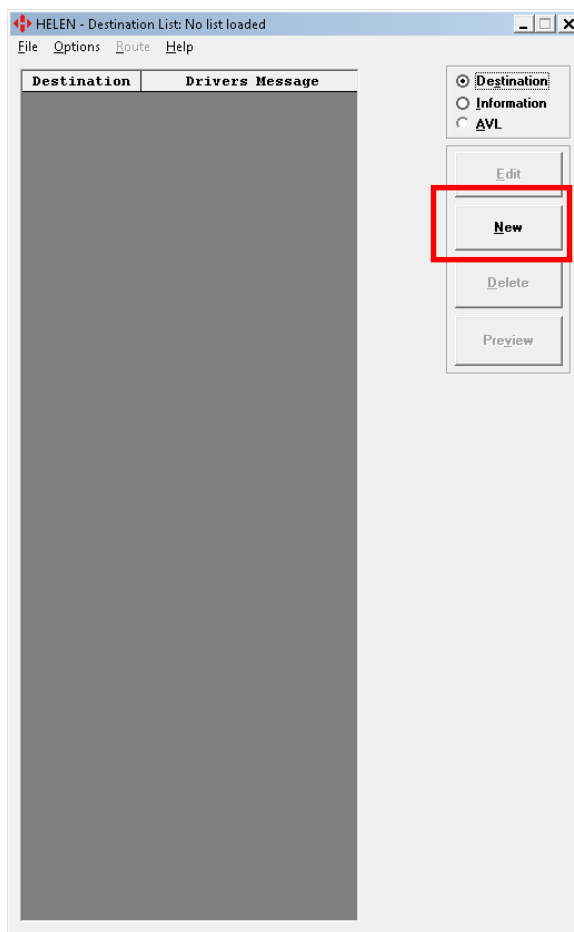 HELEN - Destination List: No list loaded
File Options Route Help
Destination Drivers Message
Destination
Information
AVL
Edit
New
Delete
Preview